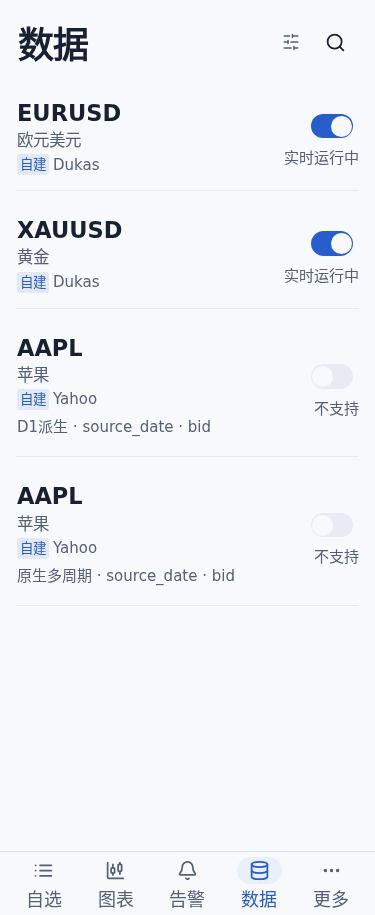 数据
EURUSD
欧元美元
自建 Dukas
实时运行中
XAUUSD
黄金
自建 Dukas
实时运行中
AAPL
苹果
自建 Yahoo
D1派生 · source_date · bid
不支持
AAPL
苹果
自建 Yahoo
原生多周期 · source_date · bid
不支持
自选 图表 告警 数据 更多